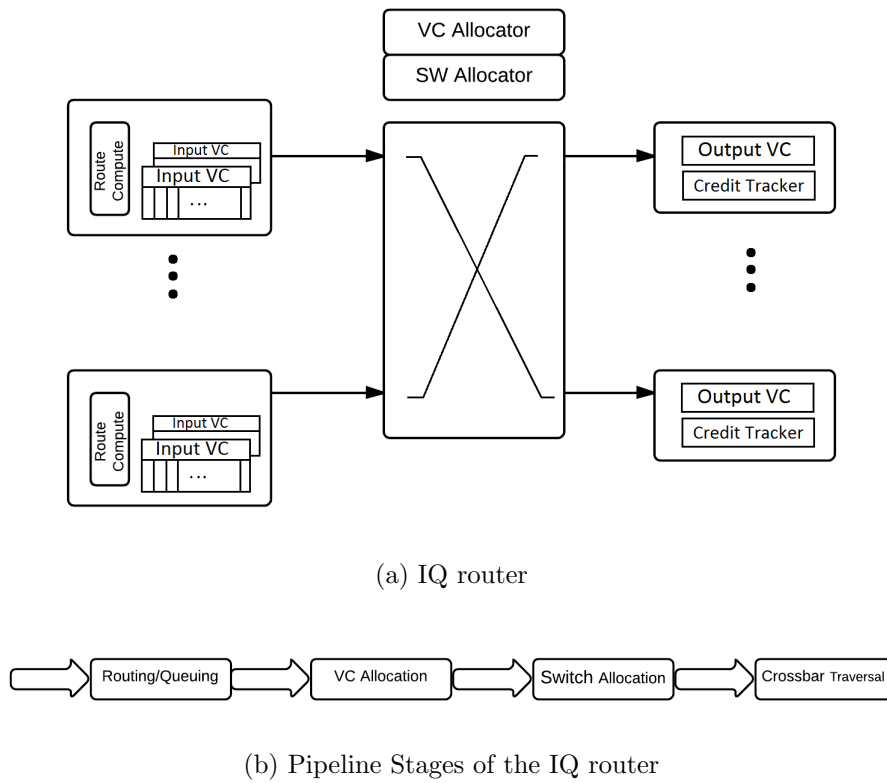 VC Allocator
SW Allocator
Route
Compute
Input VC
Input VC
...
Output VC
Credit Tracker
Route
Compute
Input VC
Input VC
...
Output VC
Credit Tracker
(a) IQ router
Routing/Queuing
VC Allocation
Switch Allocation
Crossbar Traversal
(b) Pipeline Stages of the IQ router